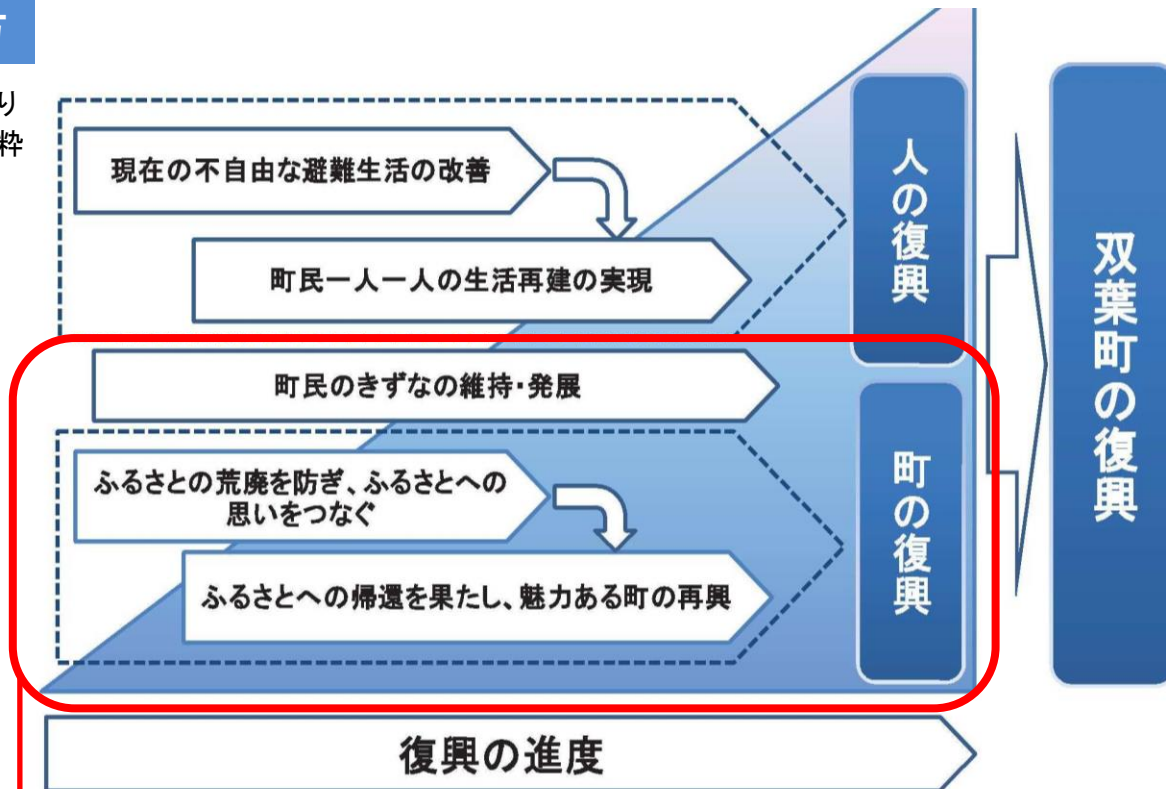 り
粋
現在の不自由な避難生活の改善
町民一人一人の生活再建の実現
町民のきずなの維持・発展
ふるさとの荒廃を防ぎ、ふるさとへの
思いをつなぐ
ふるさとへの帰還を果たし、魅力ある町の再興
人の復興
町の復興
双葉町の復興
復興の進度